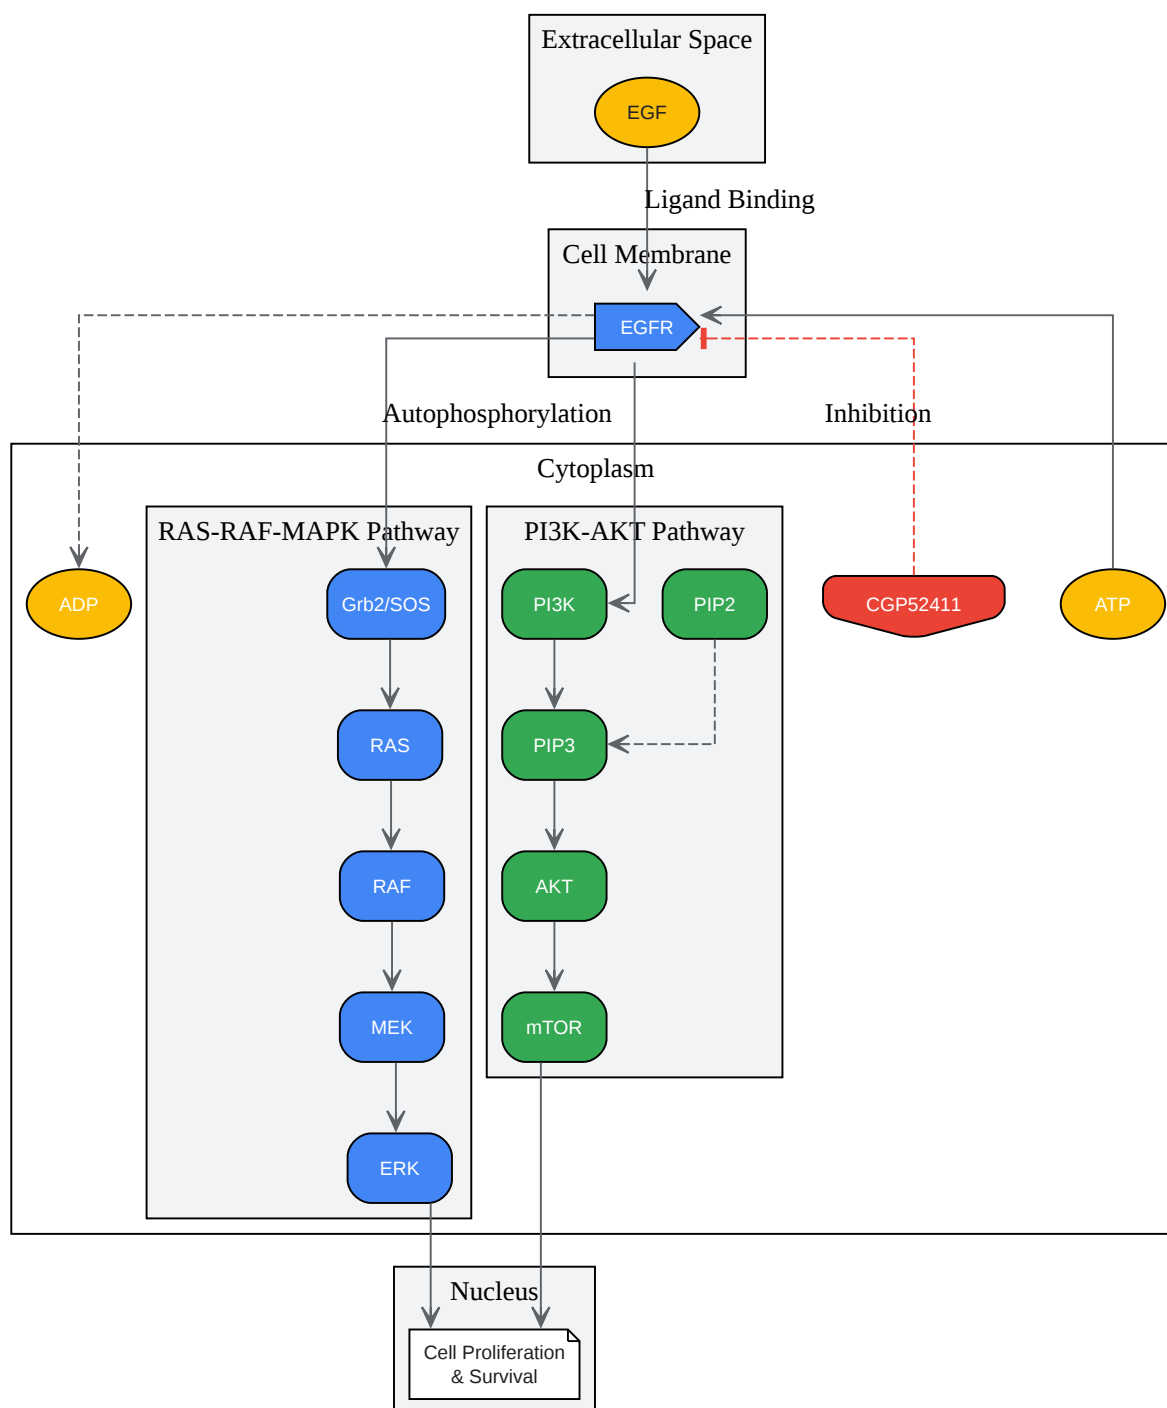 Extracellular Space
EGF
Ligand Binding
Cell Membrane
EGFR
Autophosphorylation
Inhibition
Cytoplasm
RAS-RAF-MAPK Pathway
PI3K-AKT Pathway
ADP
Grb2/SOS
PI3K
PIP2
CGP52411
ATP
RAS
PIP3
RAF
AKT
MEK
mTOR
ERK
Nucleus
Cell Proliferation
& Survival